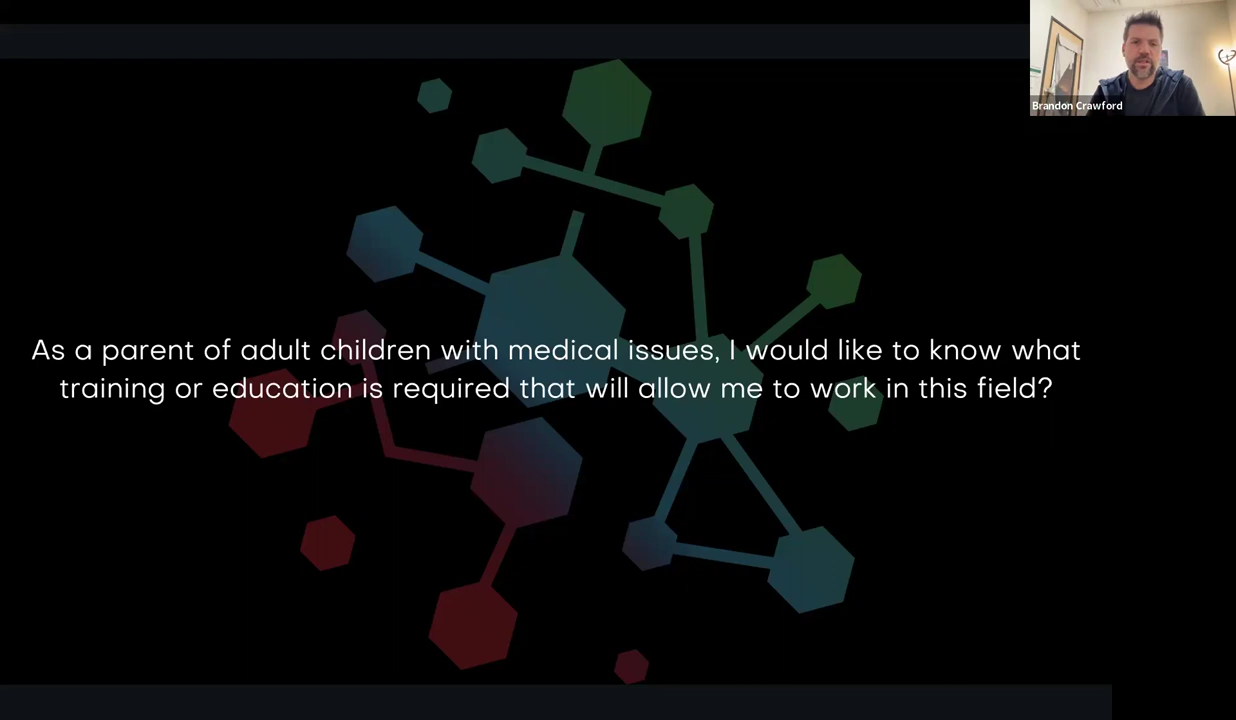 Brandon Crawford
As a parent of adult children with medical issues, I would like to know what
training or education is required that will allow me to work in this field?